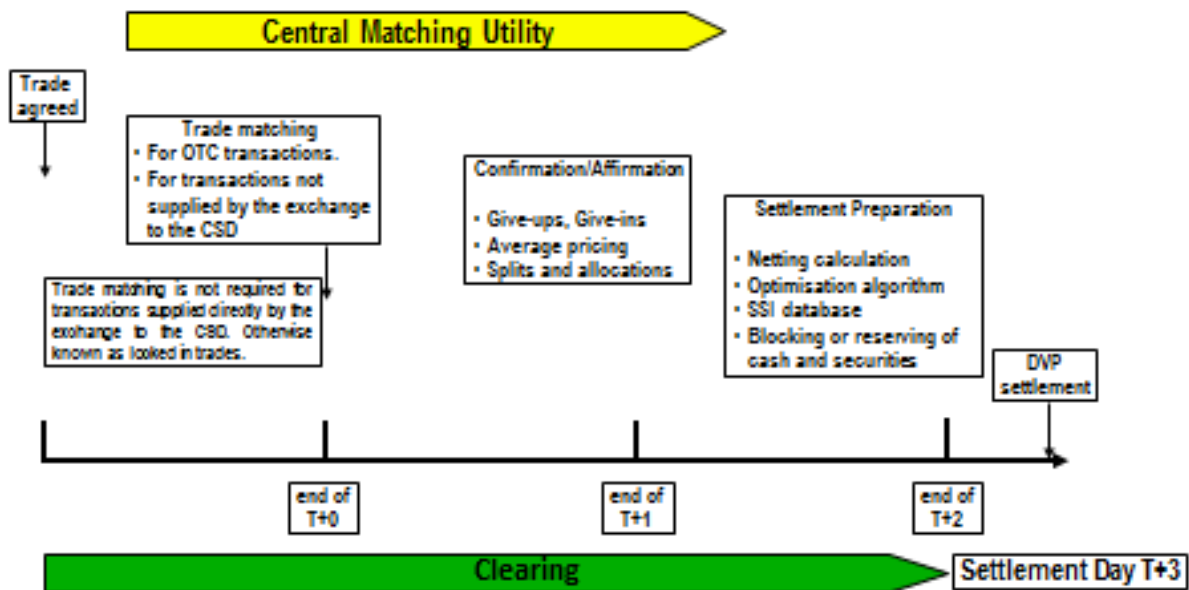 Central Matching Utility
Trade
agreed
Trade matching
• For OTC transactions.
• For transactions not
supplied by the exchange
to the CSD
Trade matching is not required for
transactions supplied directly by the
exchange to the CSD. Otherwise
known as looked in trades.
Confirmation/Affirmation
• Give-ups, Give-ins
• Average pricing
• Splits and allocations
Settlement Preparation
• Netting calculation
• Optimisation algorithm
• SSI database
• Blocking or reserving of
cash and securities
DVP
settlement
end of
T+0
end of
T+1
end of
T+2
Clearing
Settlement Day T+3